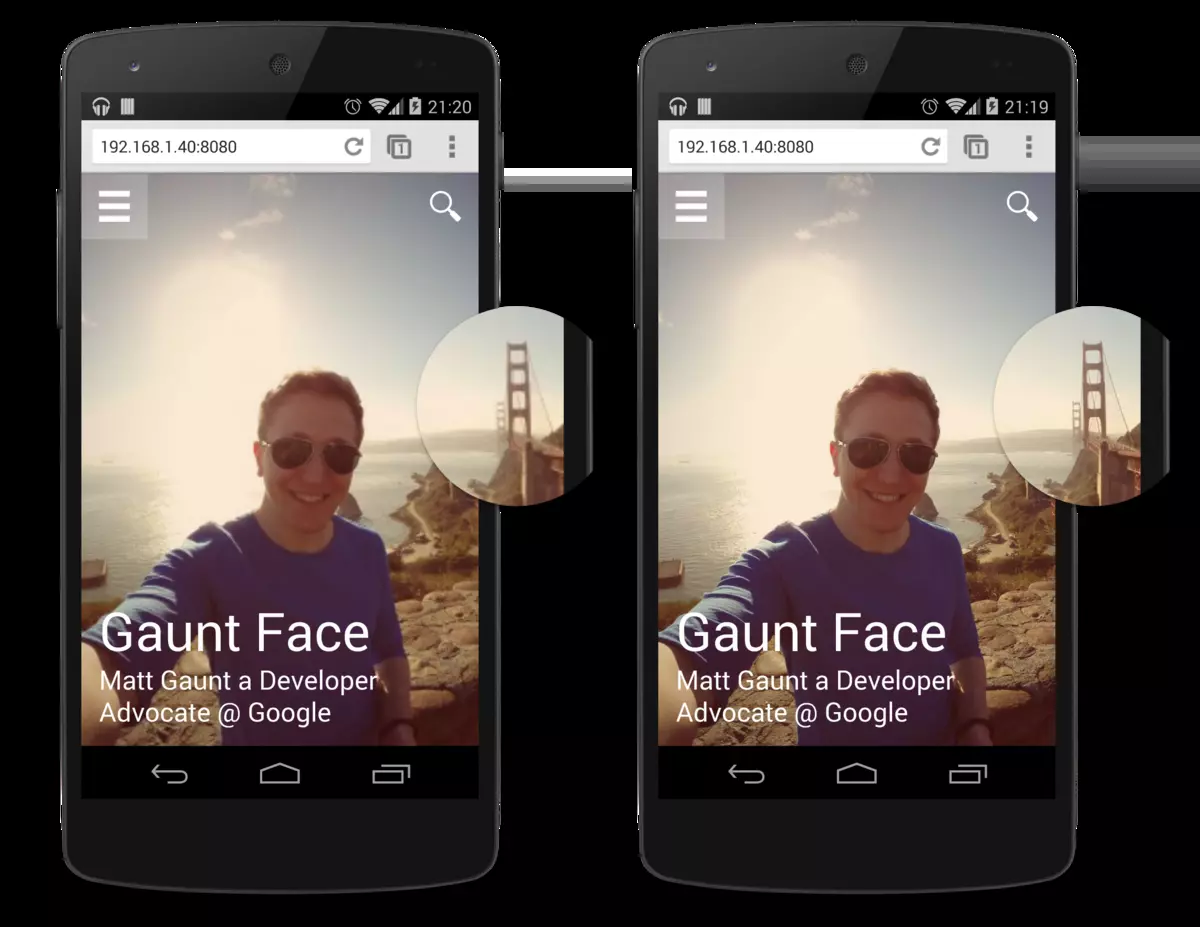 21:20
192.168.1.40:8080
1
Gaunt Face
Matt Gaunt a Developer
Advocate @ Google
21:19
192.168.1.40:8080
1
Gaunt Face
Matt Gaunt a Developer
Advocate @ Google